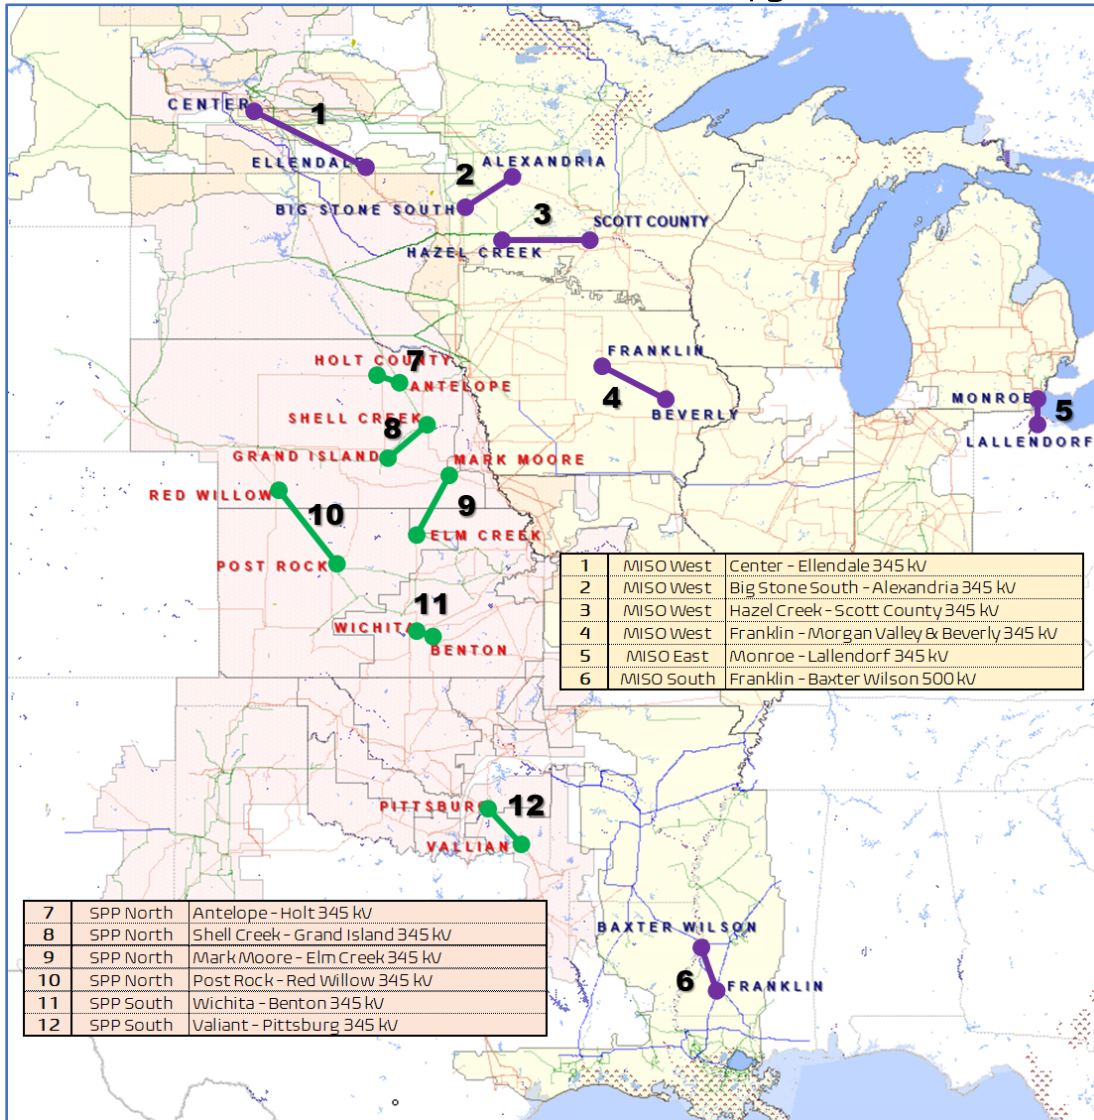 CENTER
1
ELLENDALE
2
ALEXANDRIA
BIG STONE SOUTH
3
SCOTT COUNTY
HAZEL CREEK
HOLT COUNTY
7
ANTELOPE
FRANKLIN
4
BEVERLY
MONROE
5
LALLENDORF
SHELL CREEK
8
GRAND ISLAND
MARK MOORE
RED WILLOW
10
9
ELM CREEK
POST ROCK
11
WICHITA
BENTON
1 MISO West Center - Ellendale 345 kV
2 MISO West Big Stone South - Alexandria 345 kV
3 MISO West Hazel Creek - Scott County 345 kV
4 MISO West Franklin - Morgan Valley & Beverly 345 kV
5 MISO East Monroe - Lallendorf 345 kV
6 MISO South Franklin - Baxter Wilson 500 kV
PITTSBURG
12
VALLIAN
7 SPP North Antelope - Holt 345 kV
8 SPP North Shell Creek - Grand Island 345 kV
9 SPP North Mark Moore - Elm Creek 345 kV
10 SPP North Post Rock - Red Willow 345 kV
11 SPP South Wichita - Benton 345 kV
12 SPP South Valiant - Pittsburg 345 kV
BAXTER WILSON
6
FRANKLIN